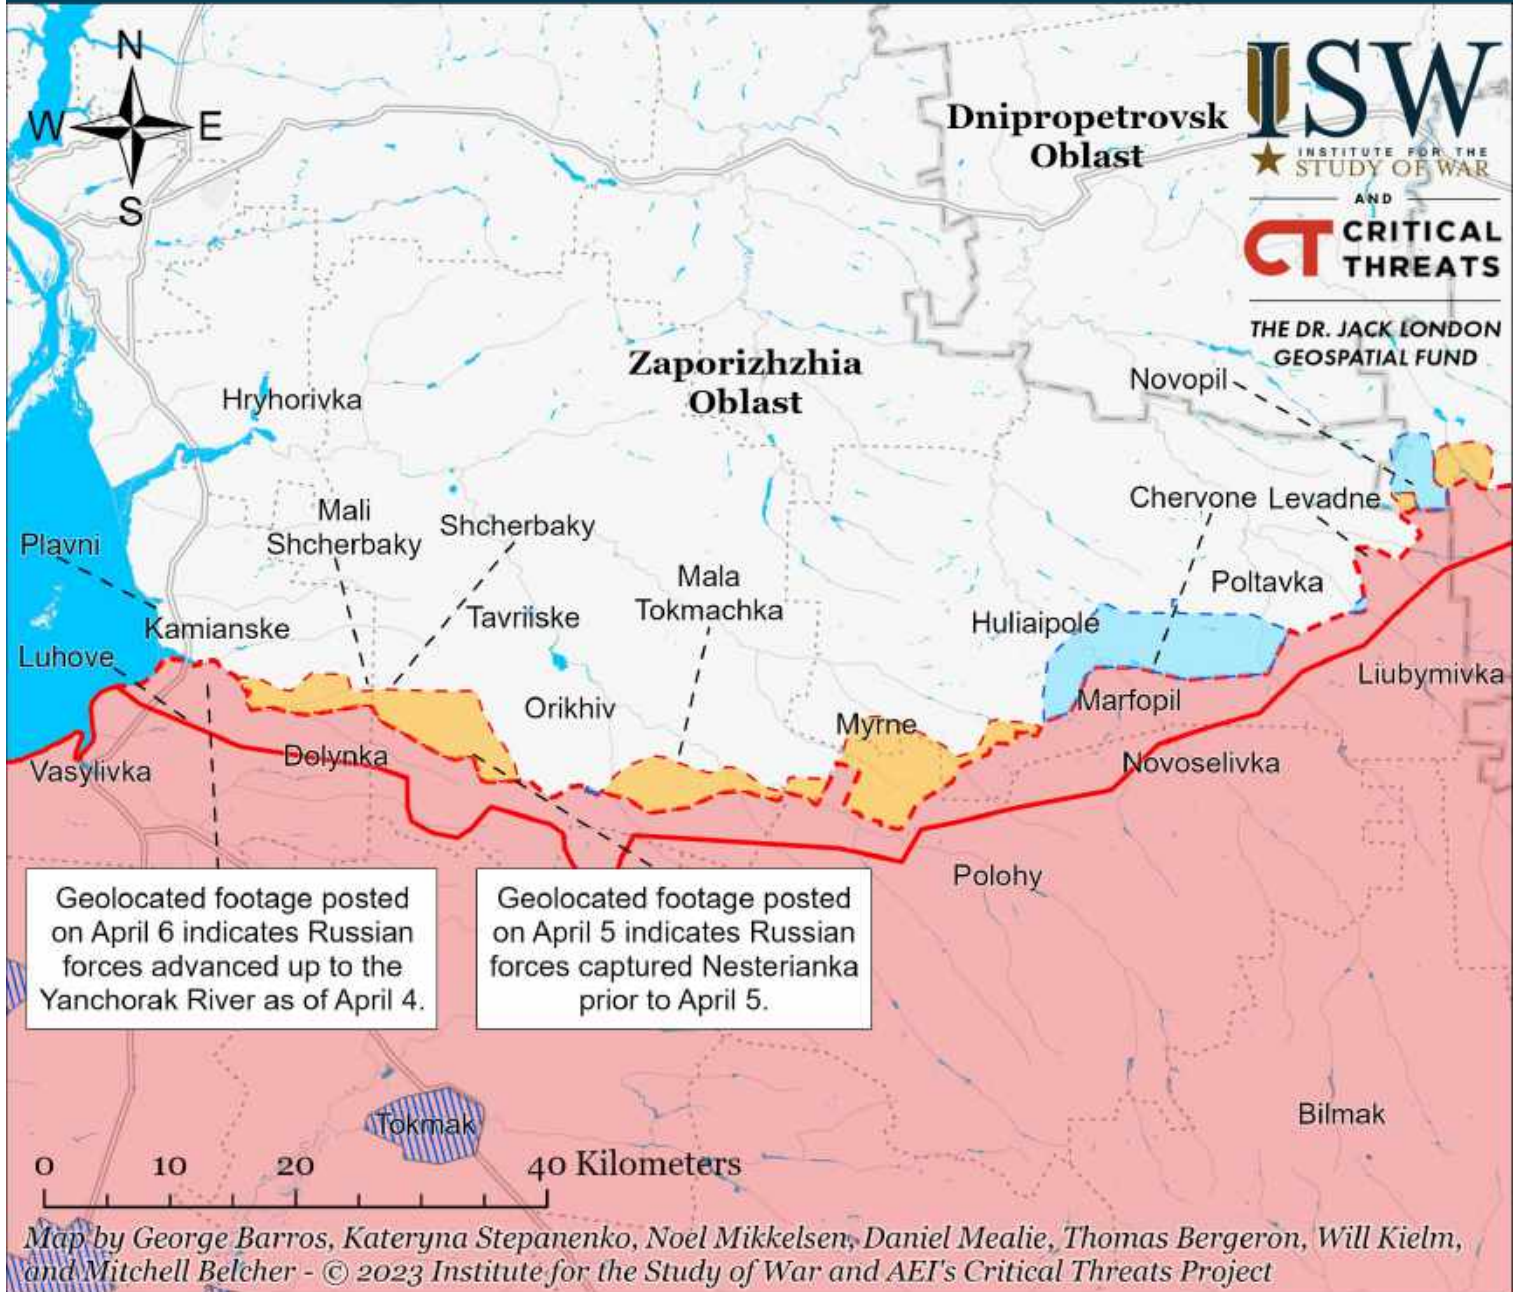 N
W
E
S
ISW
INSTITUTE FOR THE
STUDY OF WAR
AND
CT CRITICAL
THREATS
THE DR. JACK LONDON
GEOSPATIAL FUND
Dnipropetrovsk
Oblast
Zaporizhzhia
Oblast
Novopil
Hryhorivka
Mali
Shcherbaky
Shcherbaky
Chervone
Levadne
Plavni
Mala
Tokmachka
Poltavka
Kamianske
Tavriiske
Huliaipole
Luhove
Liubymivka
Orikhiv
Marfopil
Myrne
Vasylivka
Dolynka
Novoselivka
Polohy
Geolocated footage posted
on April 6 indicates Russian
forces advanced up to the
Yanchorak River as of April 4.
Geolocated footage posted
on April 5 indicates Russian
forces captured Nesterianka
prior to April 5.
Tokmak
Bilmak
0 10 20 40 Kilometers
Map by George Barros, Kateryna Stepanenko, Noel Mikkelsen, Daniel Mealie, Thomas Bergeron, Will Kielm,
and Mitchell Belcher - © 2023 Institute for the Study of War and AEI's Critical Threats Project